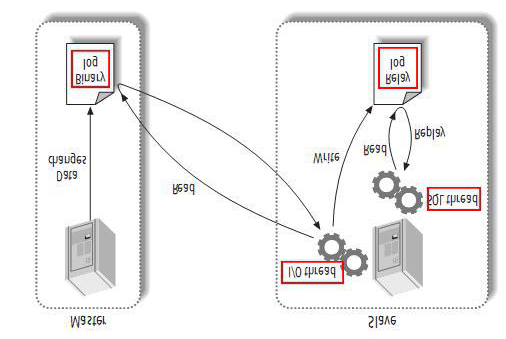 Master
Slave
I/O thread
SQL thread
Data
changes
Read
Write
Read
Replay
Binary
log
Relay
log